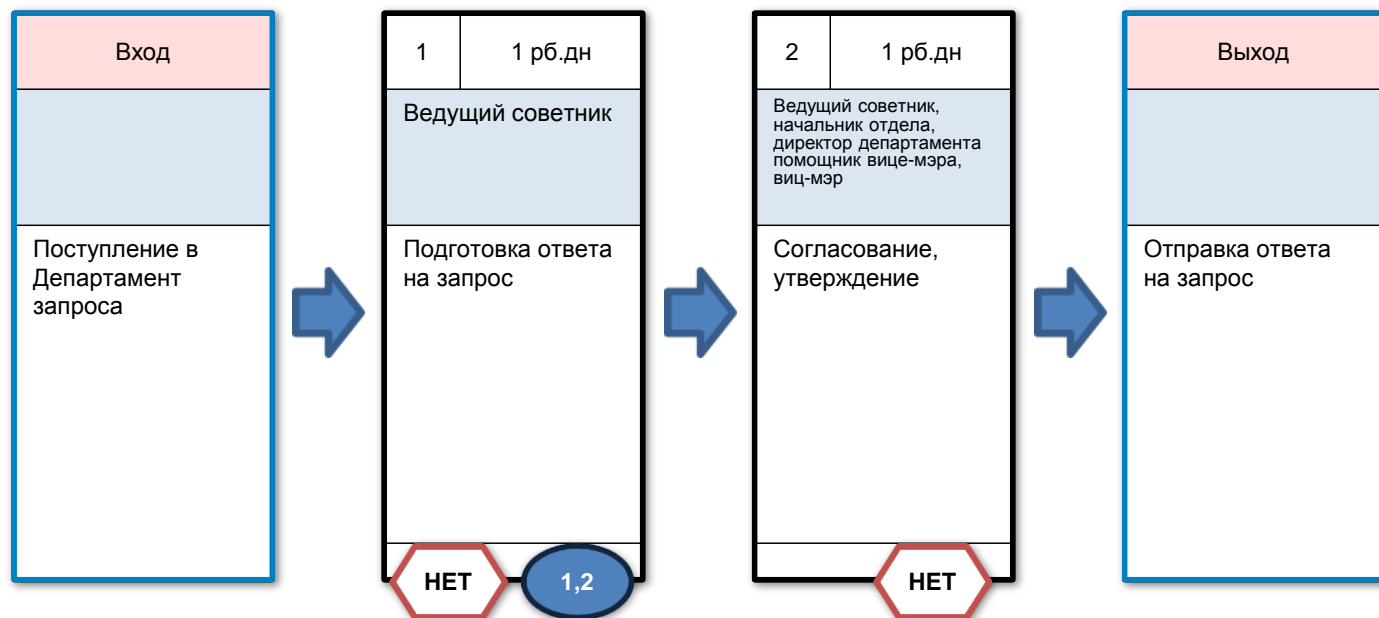 Вход
Поступление в
Департамент
запроса
1
1 рб.дн
Ведущий советник
Подготовка ответа
на запрос
НЕТ
1,2
2
1 рб.дн
Ведущий советник,
начальник отдела,
директор департамента
помощник вице-мэра,
виц-мэр
Согласование,
утверждение
НЕТ
Выход
Отправка ответа
на запрос